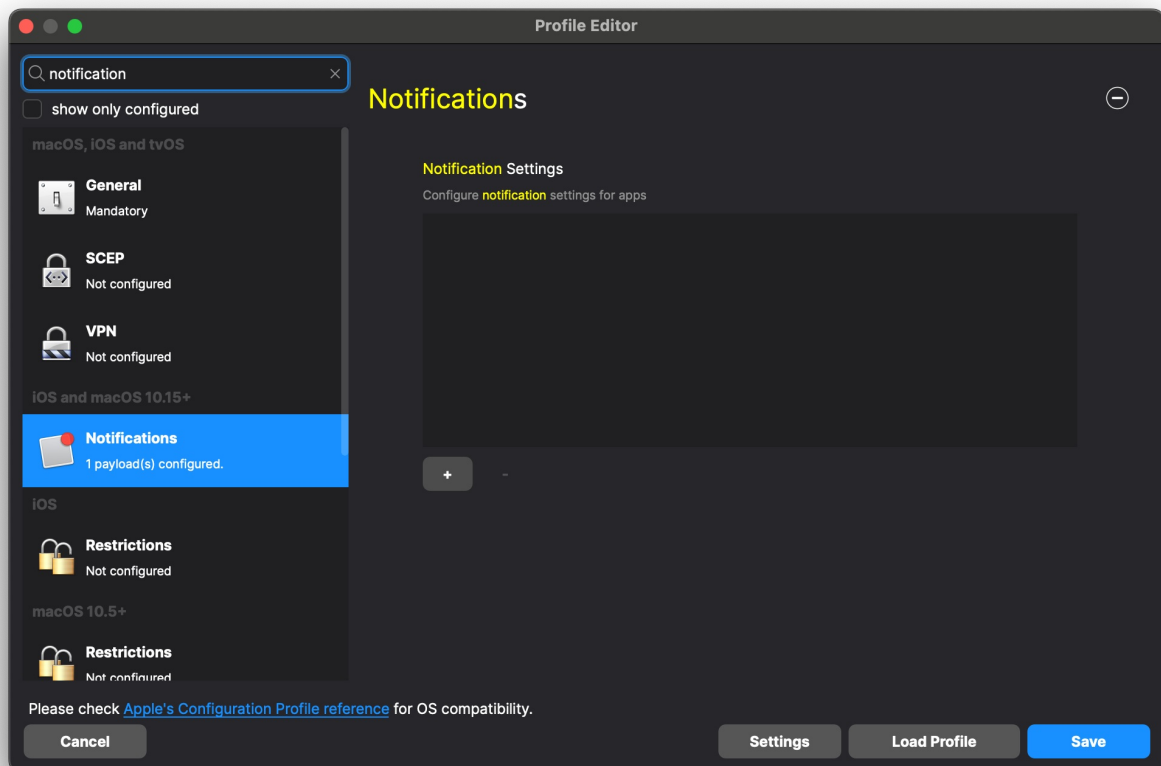 Profile Editor
notification
show only configured
macOS, iOS and tvOS
General
Mandatory
SCEP
Not configured
VPN
Not configured
iOS and macOS 10.15+
Notifications
1 payload(s) configured.
iOS
Restrictions
Not configured
macOS 10.5+
Restrictions
Not configured
Notifications
Notification Settings
Configure notification settings for apps
+
-
Please check Apple's Configuration Profile reference for OS compatibility.
Cancel
Settings
Load Profile
Save